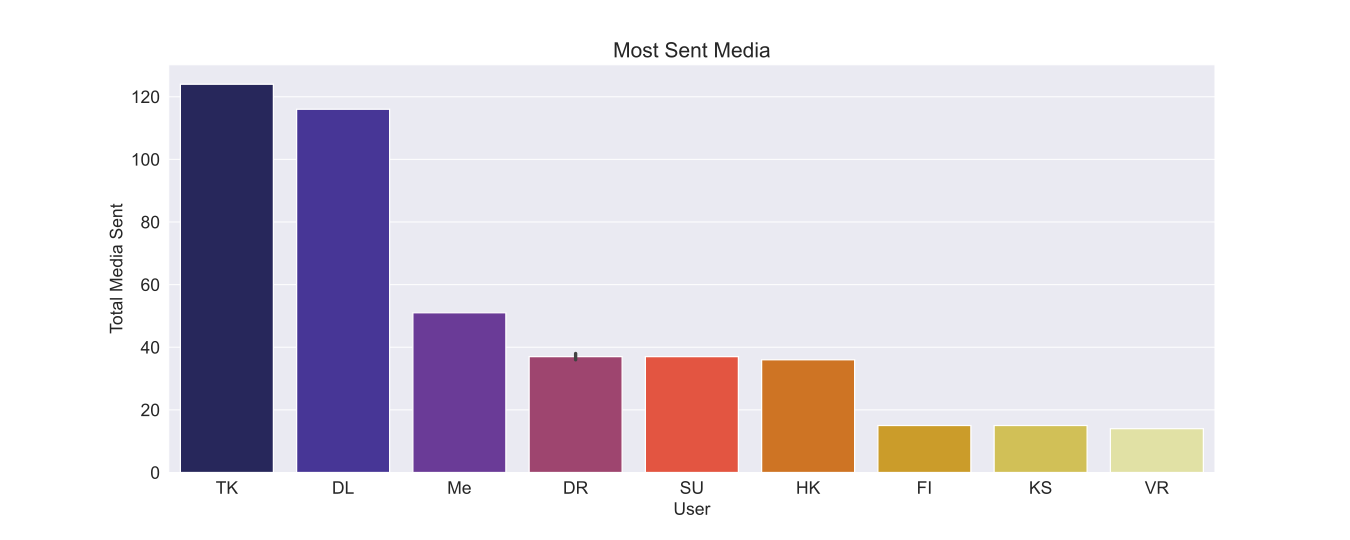 Most Sent Media
Total Media Sent
120
100
80
60
40
20
0
TK DL Me DR SU HK FI KS VR
User